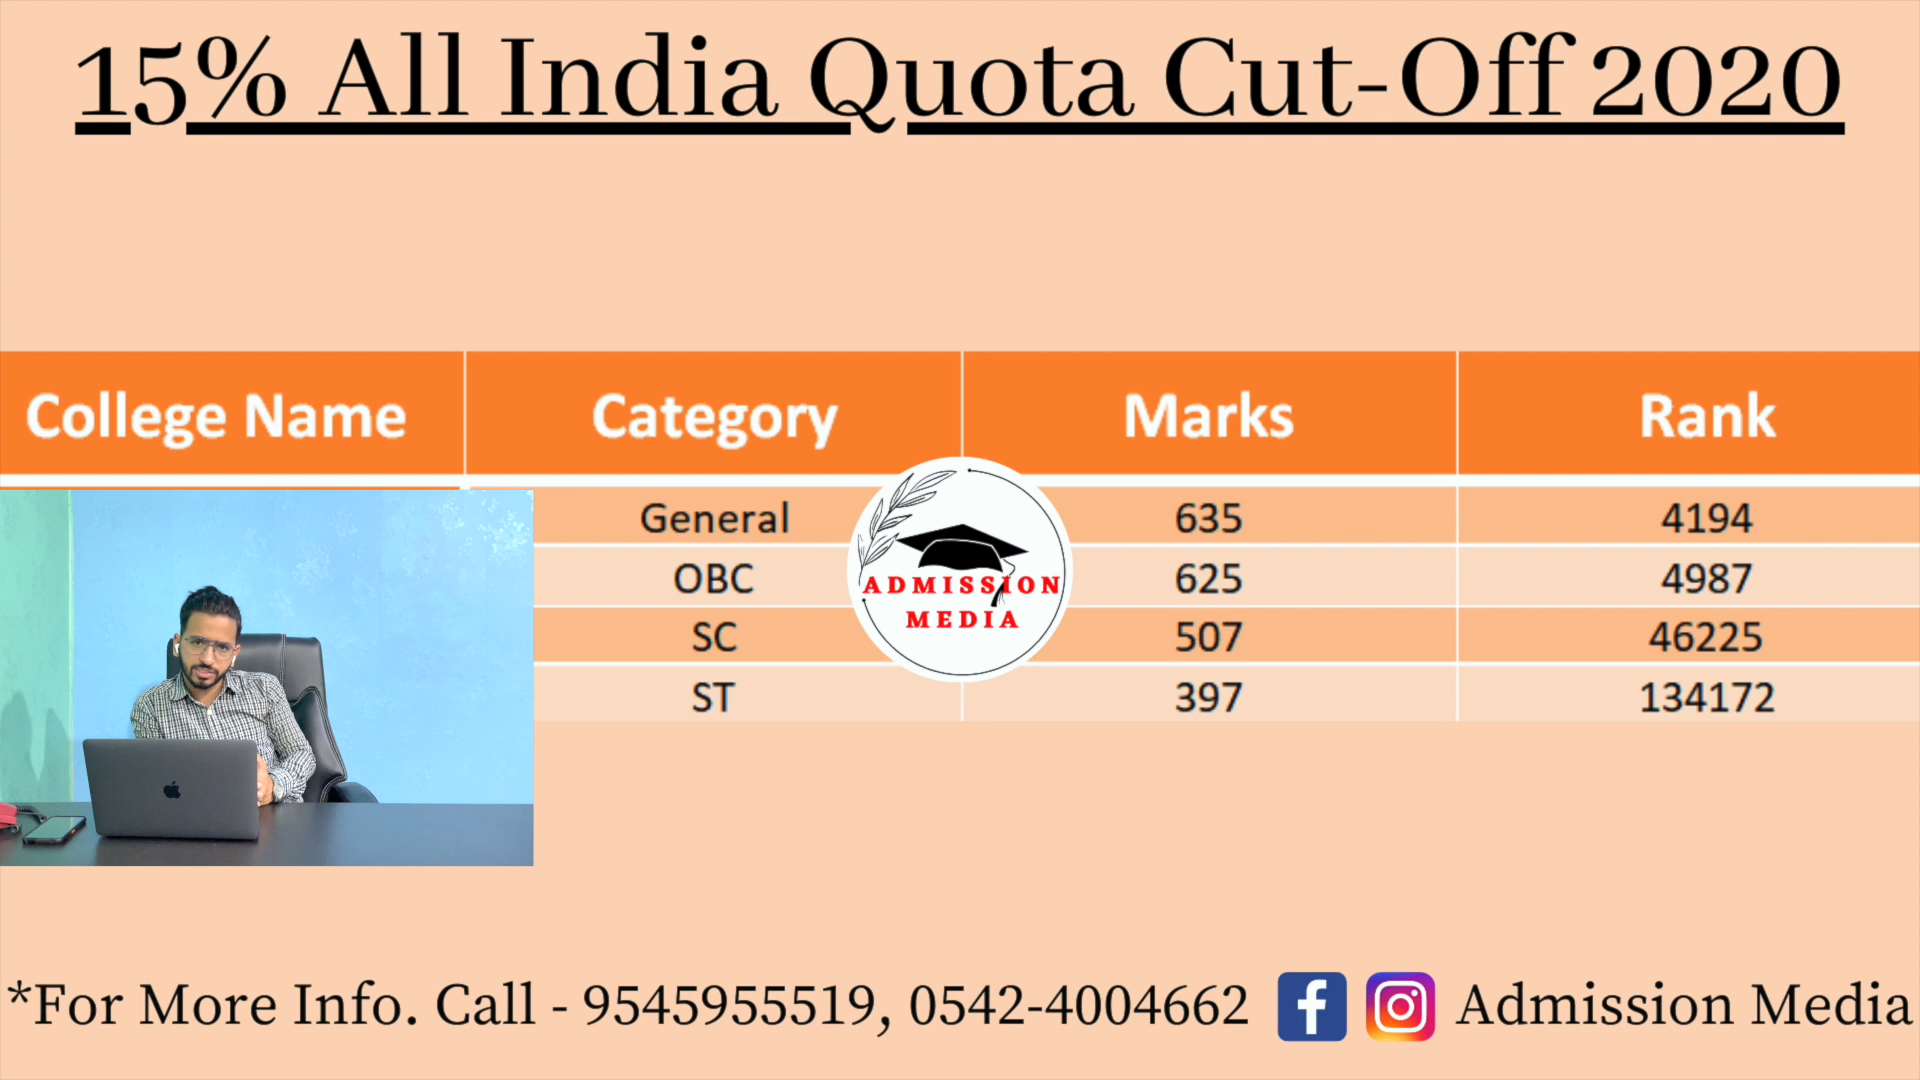 15% All India Quota Cut-Off 2020
College Name Category Marks Rank
General 635 4194
OBC 625 4987
SC 507 46225
ST 397 134172
ADMISSION
MEDIA
*For More Info. Call - 9545955519, 0542-4004662 Admission Media